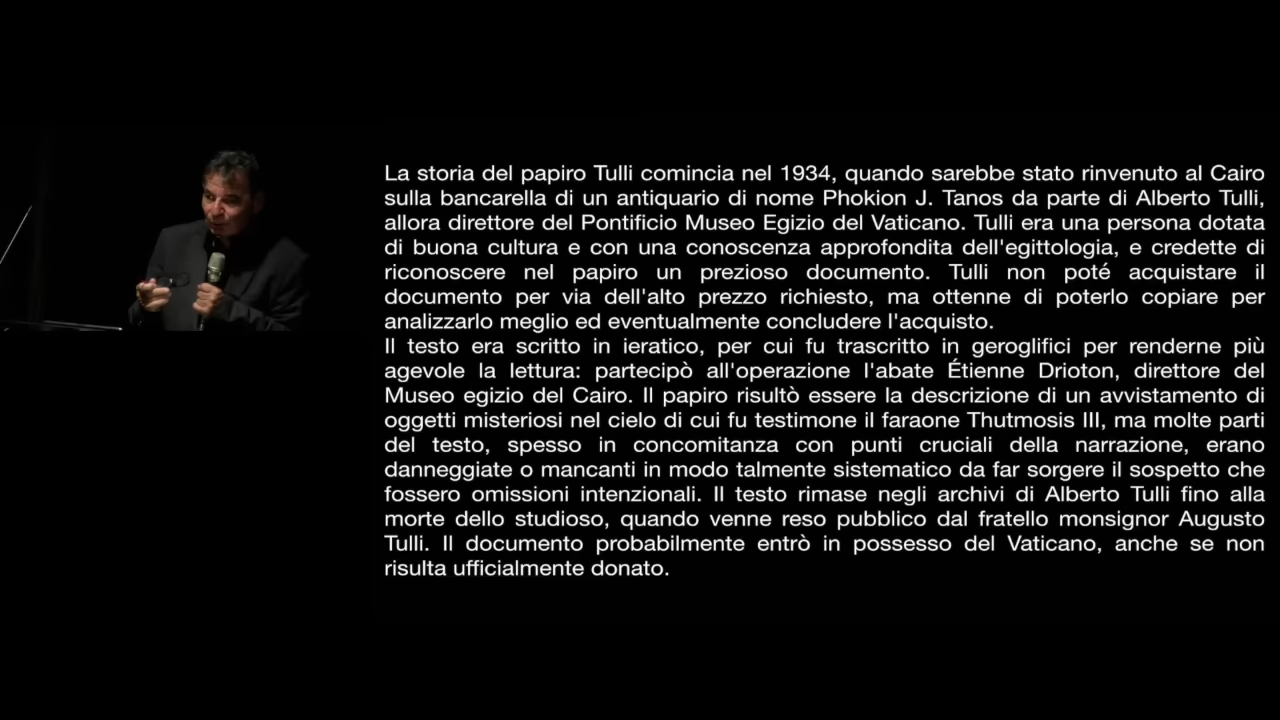 La storia del papiro Tulli comincia nel 1934, quando sarebbe stato rinvenuto al Cairo
sulla bancarella di un antiquario di nome Phokion J. Tanos da parte di Alberto Tulli,
allora direttore del Pontificio Museo Egizio del Vaticano. Tulli era una persona dotata
di buona cultura e con una conoscenza approfondita dell'egittologia, e credette di
riconoscere nel papiro un prezioso documento. Tulli non poté acquistare il
documento per via dell'alto prezzo richiesto, ma ottenne di poterlo copiare per
analizzarlo meglio ed eventualmente concludere l'acquisto.
Il testo era scritto in ieratico, per cui fu trascritto in geroglifici per renderne più
agevole la lettura: partecipò all'operazione l'abate Étienne Drioton, direttore del
Museo egizio del Cairo. Il papiro risultò essere la descrizione di un avvistamento di
oggetti misteriosi nel cielo di cui fu testimone il faraone Thutmosis III, ma molte parti
del testo, spesso in concomitanza con punti cruciali della narrazione, erano
danneggiate o mancanti in modo talmente sistematico da far sorgere il sospetto che
fossero omissioni intenzionali. Il testo rimase negli archivi di Alberto Tulli fino alla
morte dello studioso, quando venne reso pubblico dal fratello monsignor Augusto
Tulli. Il documento probabilmente entrò in possesso del Vaticano, anche se non
risulta ufficialmente donato.